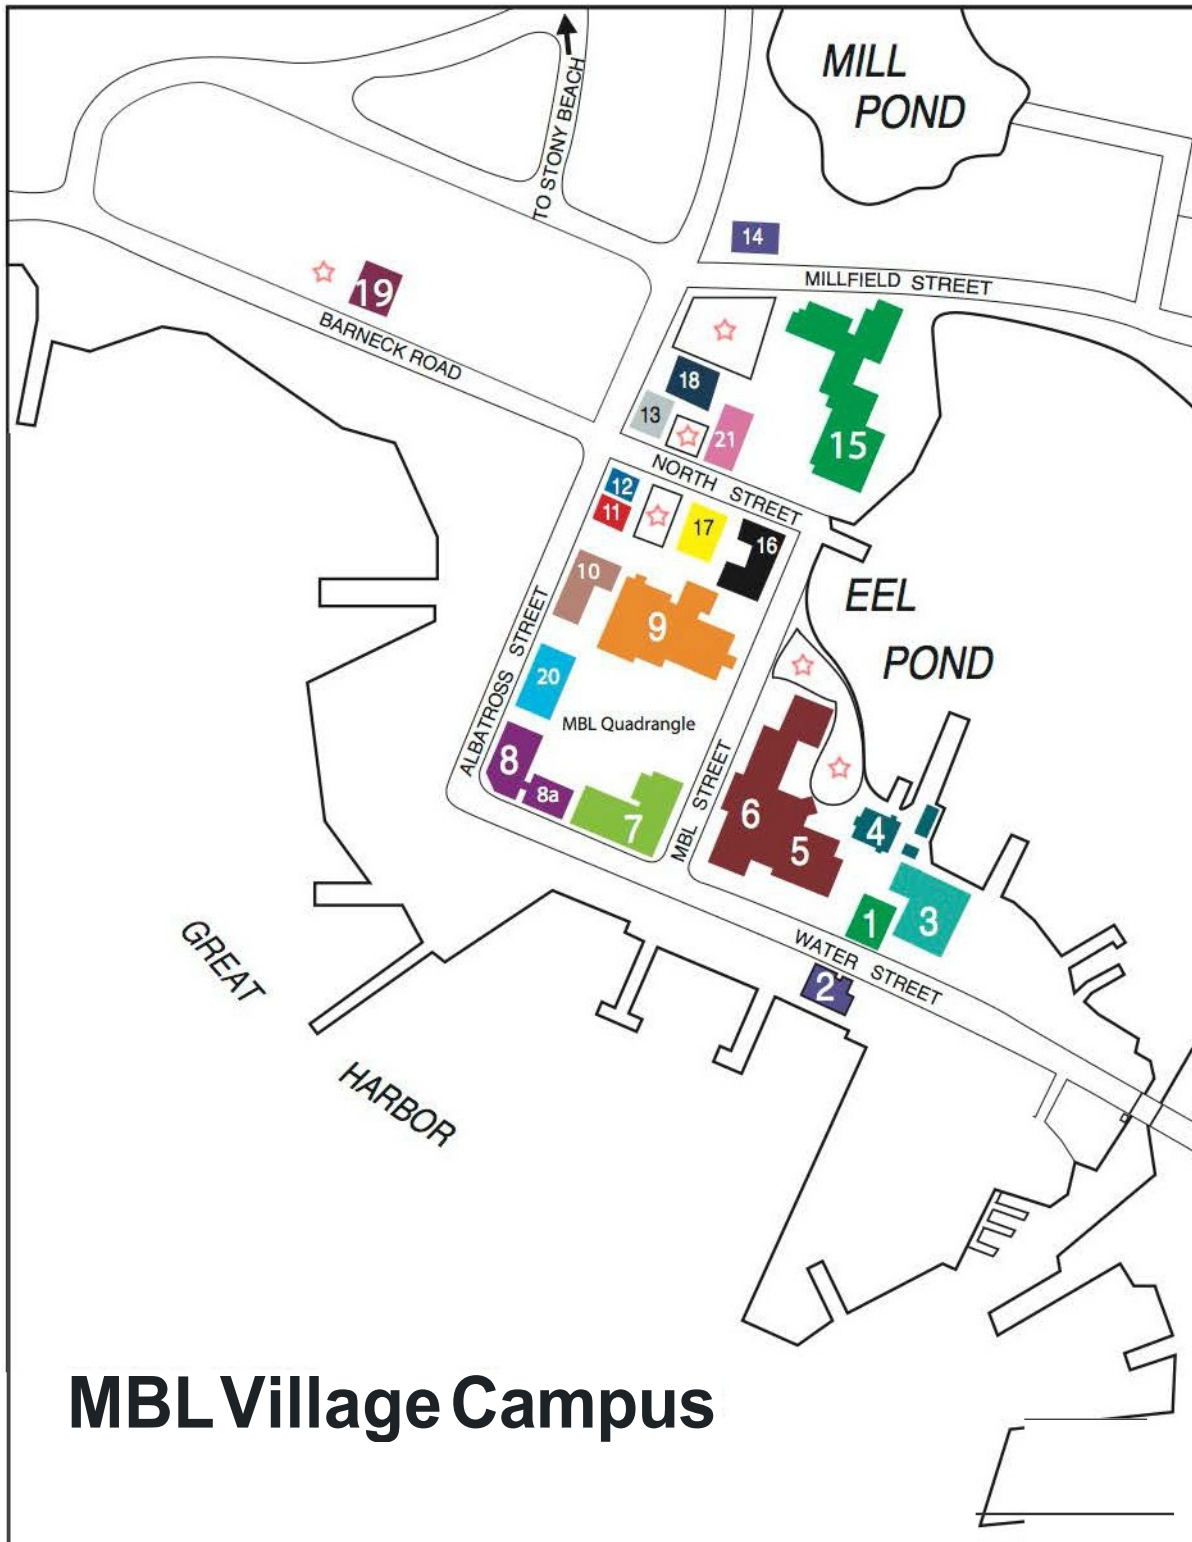 MILL
POND
TO STONY BEACH
14
MILLFIELD STREET
19
BARNECK ROAD
18
13
21
15
NORTH STREET
12
11
17
16
10
9
EEL
POND
ALBATROSS STREET
20
MBL Quadrangle
8
8a
7
MBL STREET
6
5
4
3
1
WATER STREET
2
GREAT
HARBOR
MBL Village Campus